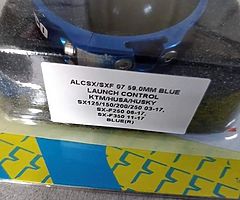 ALCSX/SXF 07 59.0MM BLUE
LAUNCH CONTROL
KTM/HUSA/HUSKY
SX125/150/200/250 03-17,
SX-F250 06-17,
SX-F350 11-17
BLUE(R)